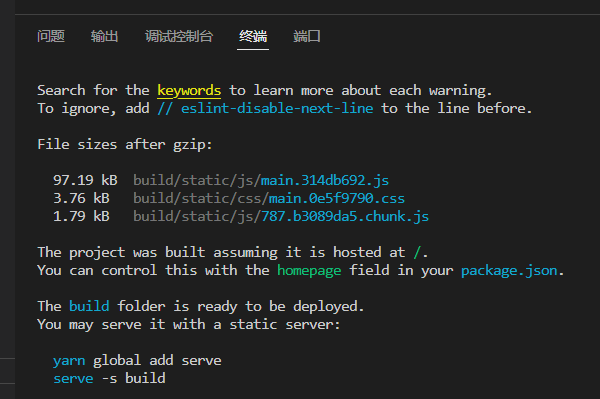 问题 输出 调试控制台 终端 端口
Search for the keywords to learn more about each warning.
To ignore, add // eslint-disable-next-line to the line before.
File sizes after gzip:
97.19 kB build/static/js/main.314db692.js
3.76 kB build/static/css/main.0e5f9790.css
1.79 kB build/static/js/787.b3089da5.chunk.js
The project was built assuming it is hosted at /.
You can control this with the homepage field in your package.json.
The build folder is ready to be deployed.
You may serve it with a static server:
yarn global add serve
serve -s build